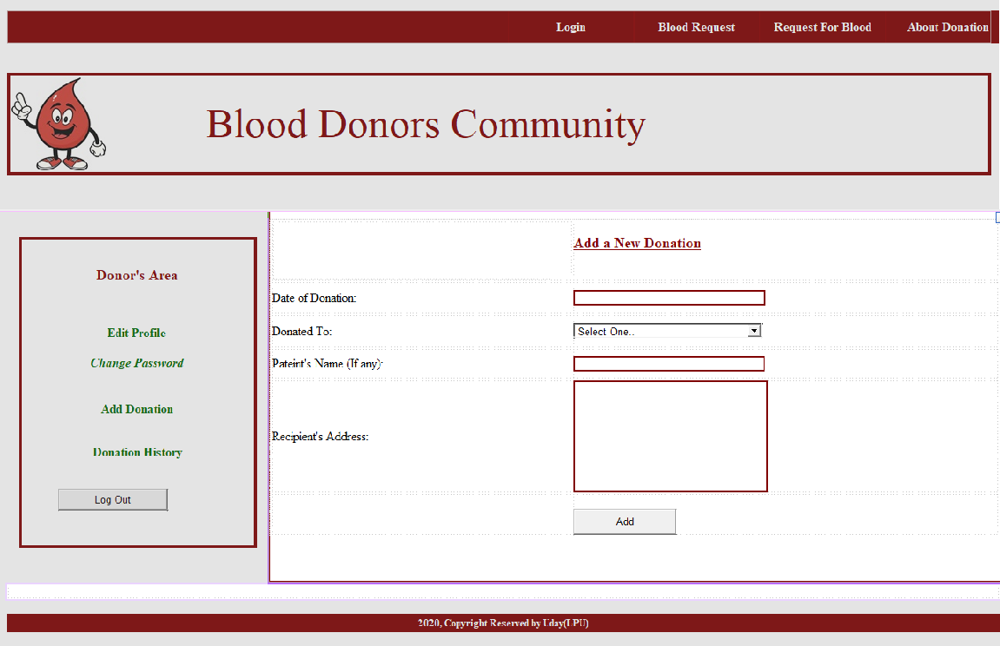 Login Blood Request Request For Blood About Donation
Blood Donors Community
Donor's Area
Edit Profile
Change Password
Add Donation
Donation History
Log Out
Add a New Donation
Date of Donation:
Donated To: Select One..
Pateint's Name (If any):
Recipient's Address:
Add
2020, Copyright Reserved by Uday(LPU)